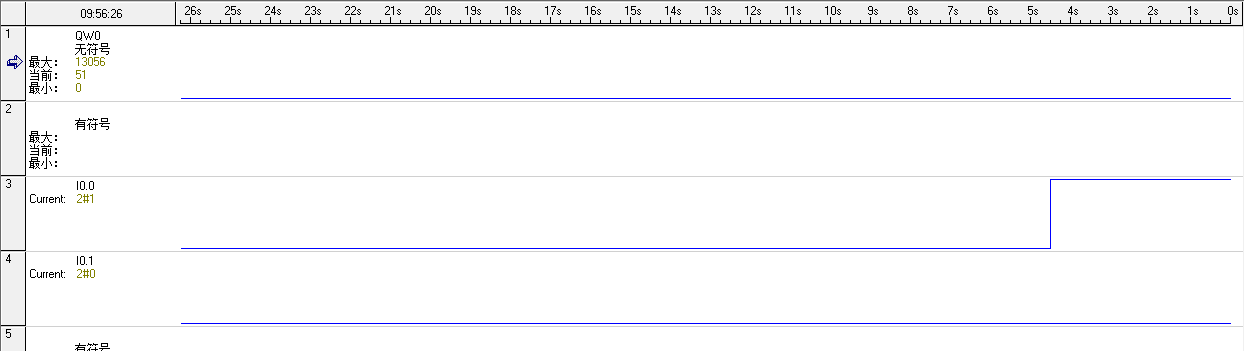 09:56:26 26s 25s 24s 23s 22s 21s 20s 19s 18s 17s 16s 15s 14s 13s 12s 11s 10s 9s 8s 7s 6s 5s 4s 3s 2s 1s 0s
1 QW0
无符号
最大: 13056
当前: 51
最小: 0
2
有符号
最大:
当前:
最小:
3 I0.0
Current: 2#1
4 I0.1
Current: 2#0
5
有符号